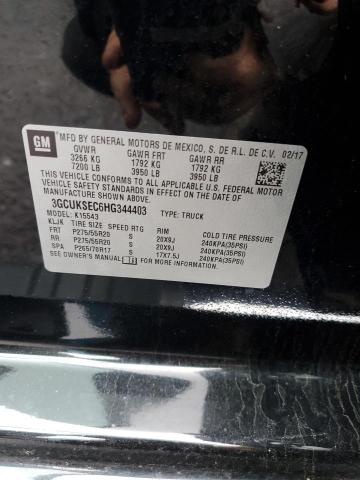 GM
MFD BY GENERAL MOTORS DE MEXICO, S. DE R.L. DE C.V. 02/17
GVWR GAWR FRT GAWR RR
3266 KG 1792 KG 1792 KG
7200 LB 3950 LB 3950 LB
THIS VEHICLE CONFORMS TO ALL APPLICABLE U.S. FEDERAL MOTOR
VEHICLE SAFETY STANDARDS IN EFFECT ON THE
DATE OF MANUFACTURE SHOWN ABOVE.
3GCUKSEC6HG344403
MODEL: K15543 TYPE: TRUCK
KLJK TIRE SIZE SPEED RTG RIM COLD TIRE PRESSURE
FRT P275/55R20 S 20X9J 240KPA(35PSI)
RR P275/55R20 S 20X9J 240KPA(35PSI)
SPA P265/70R17 S 17X7.5J 240KPA(35PSI)
SEE OWNER'S MANUAL FOR MORE INFORMATION.